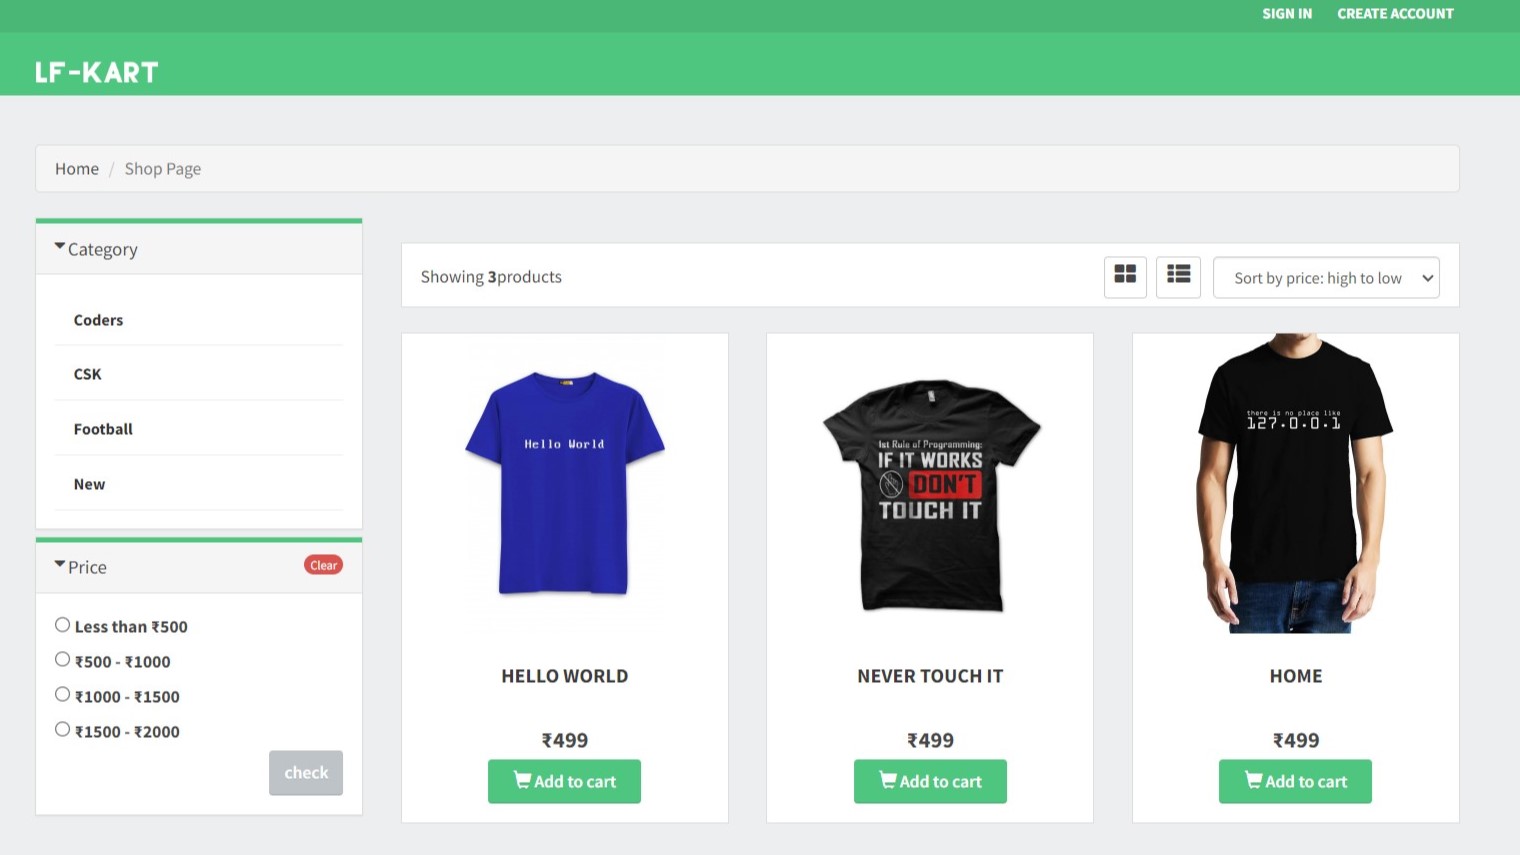 SIGN IN CREATE ACCOUNT
LF-KART
Home / Shop Page
Category
Coders
CSK
Football
New
Price Clear
Less than ₹500
₹500 - ₹1000
₹1000 - ₹1500
₹1500 - ₹2000
check
Showing 3products
Sort by price: high to low
Hello World
HELLO WORLD
₹499
Add to cart
1st Rule of Programming:
IF IT WORKS
DON'T
TOUCH IT
NEVER TOUCH IT
₹499
Add to cart
there is no place like
127.0.0.1
HOME
₹499
Add to cart